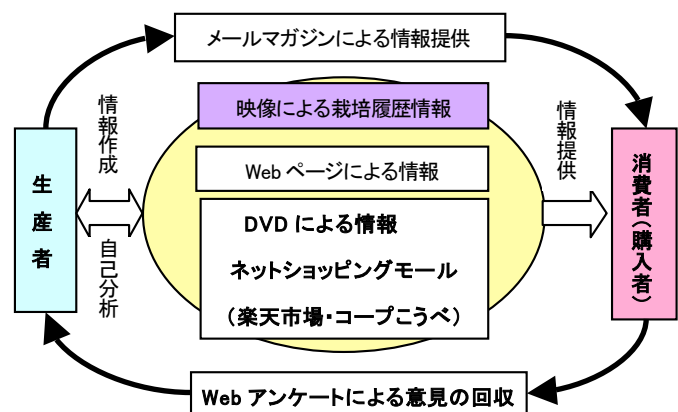 メールマガジンによる情報提供
情報作成
映像による栽培履歴情報
情報提供
Webページによる情報
生産者
消費者(購入者)
DVDによる情報
ネットショッピングモール
(楽天市場・コープこうべ)
自己分析
Webアンケートによる意見の回収